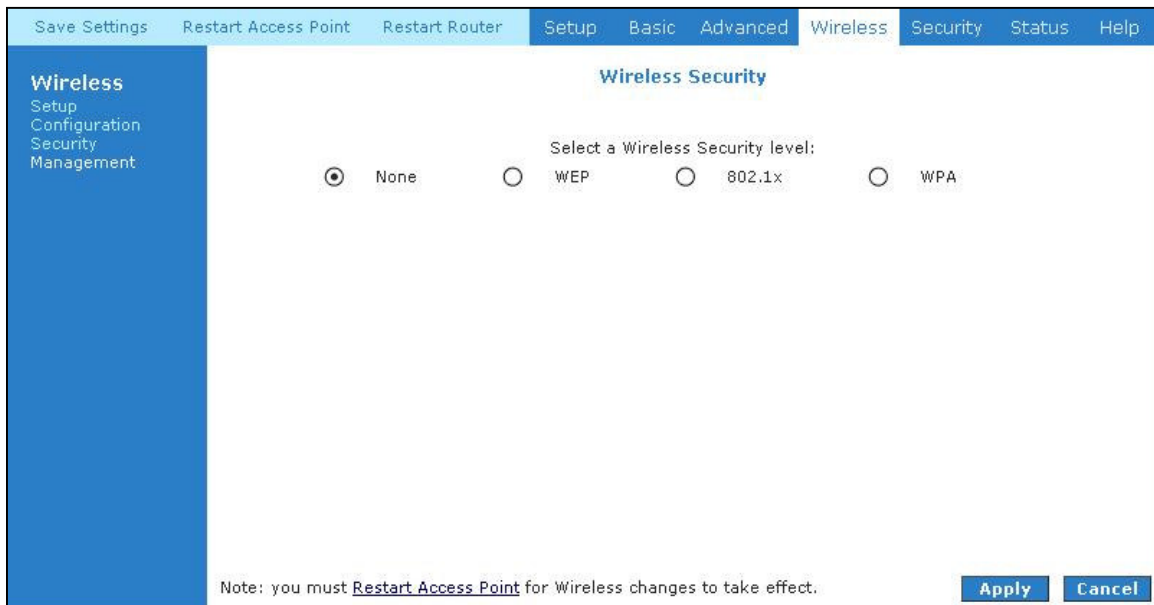 Save Settings Restart Access Point Restart Router Setup Basic Advanced Wireless Security Status Help
Wireless
Setup
Configuration
Security
Management
Wireless Security
Select a Wireless Security level:
None WEP 802.1x WPA
Note: you must Restart Access Point for Wireless changes to take effect. Apply Cancel